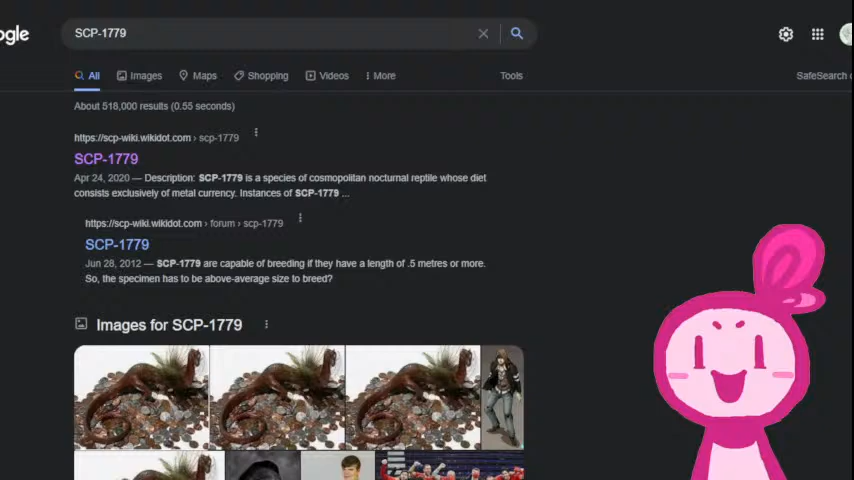 ogle
SCP-1779
All Images Maps Shopping Videos More Tools SafeSearch
About 518,000 results (0.55 seconds)
https://scp-wiki.wikidot.com › scp-1779
SCP-1779
Apr 24, 2020 — Description: SCP-1779 is a species of cosmopolitan nocturnal reptile whose diet
consists exclusively of metal currency. Instances of SCP-1779 ...
https://scp-wiki.wikidot.com › forum › scp-1779
SCP-1779
Jun 28, 2012 — SCP-1779 are capable of breeding if they have a length of .5 metres or more.
So, the specimen has to be above-average size to breed?
Images for SCP-1779